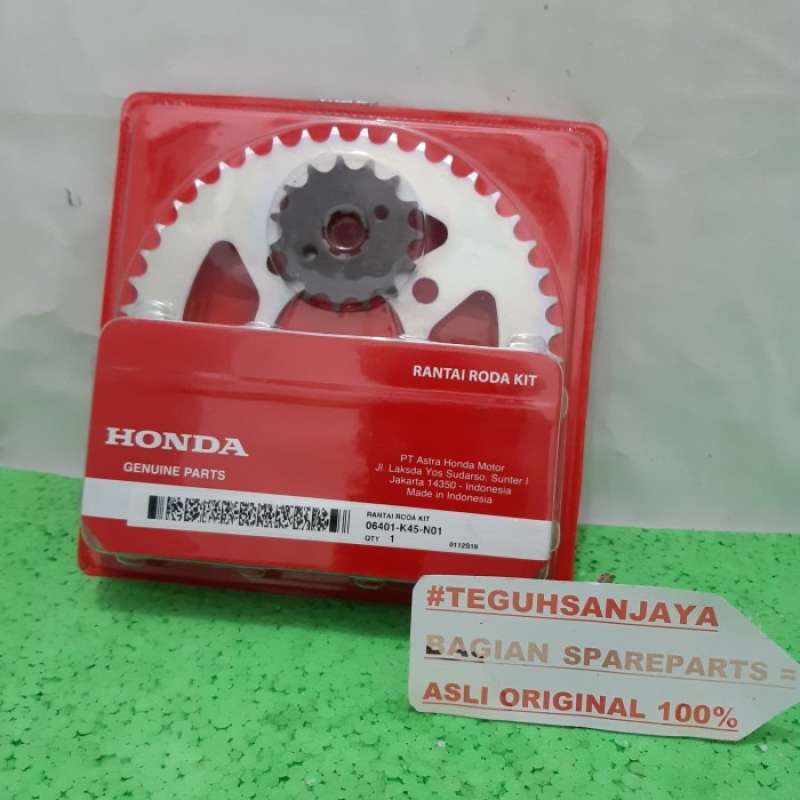 RANTAI RODA KIT
HONDA
GENUINE PARTS
PT Astra Honda Motor
Jl. Laksda Yos Sudarso, Sunter I
Jakarta 14350 - Indonesia
Made in Indonesia
RANTAI RODA KIT
06401-K45-N01
QTY 1
#TEGUHSANJAYA
BAGIAN SPAREPARTS =
ASLI ORIGINAL 100%